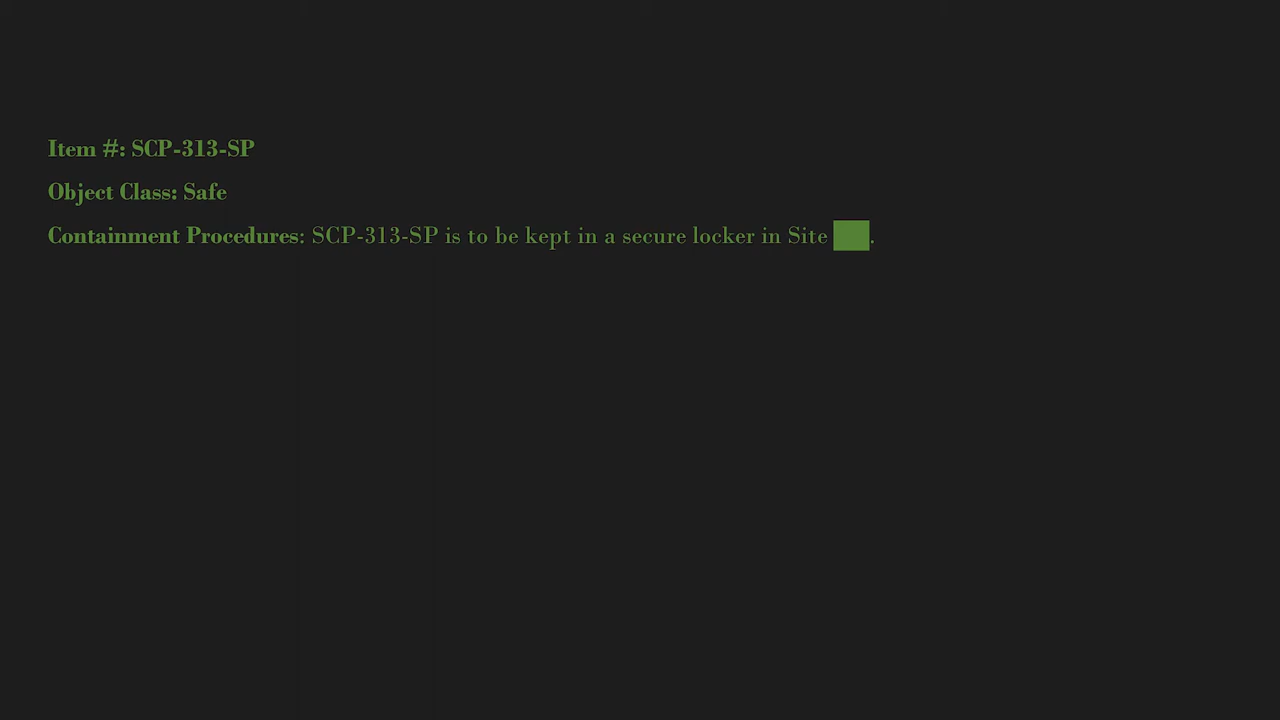 Item #: SCP-313-SP
Object Class: Safe
Containment Procedures: SCP-313-SP is to be kept in a secure locker in Site ██.